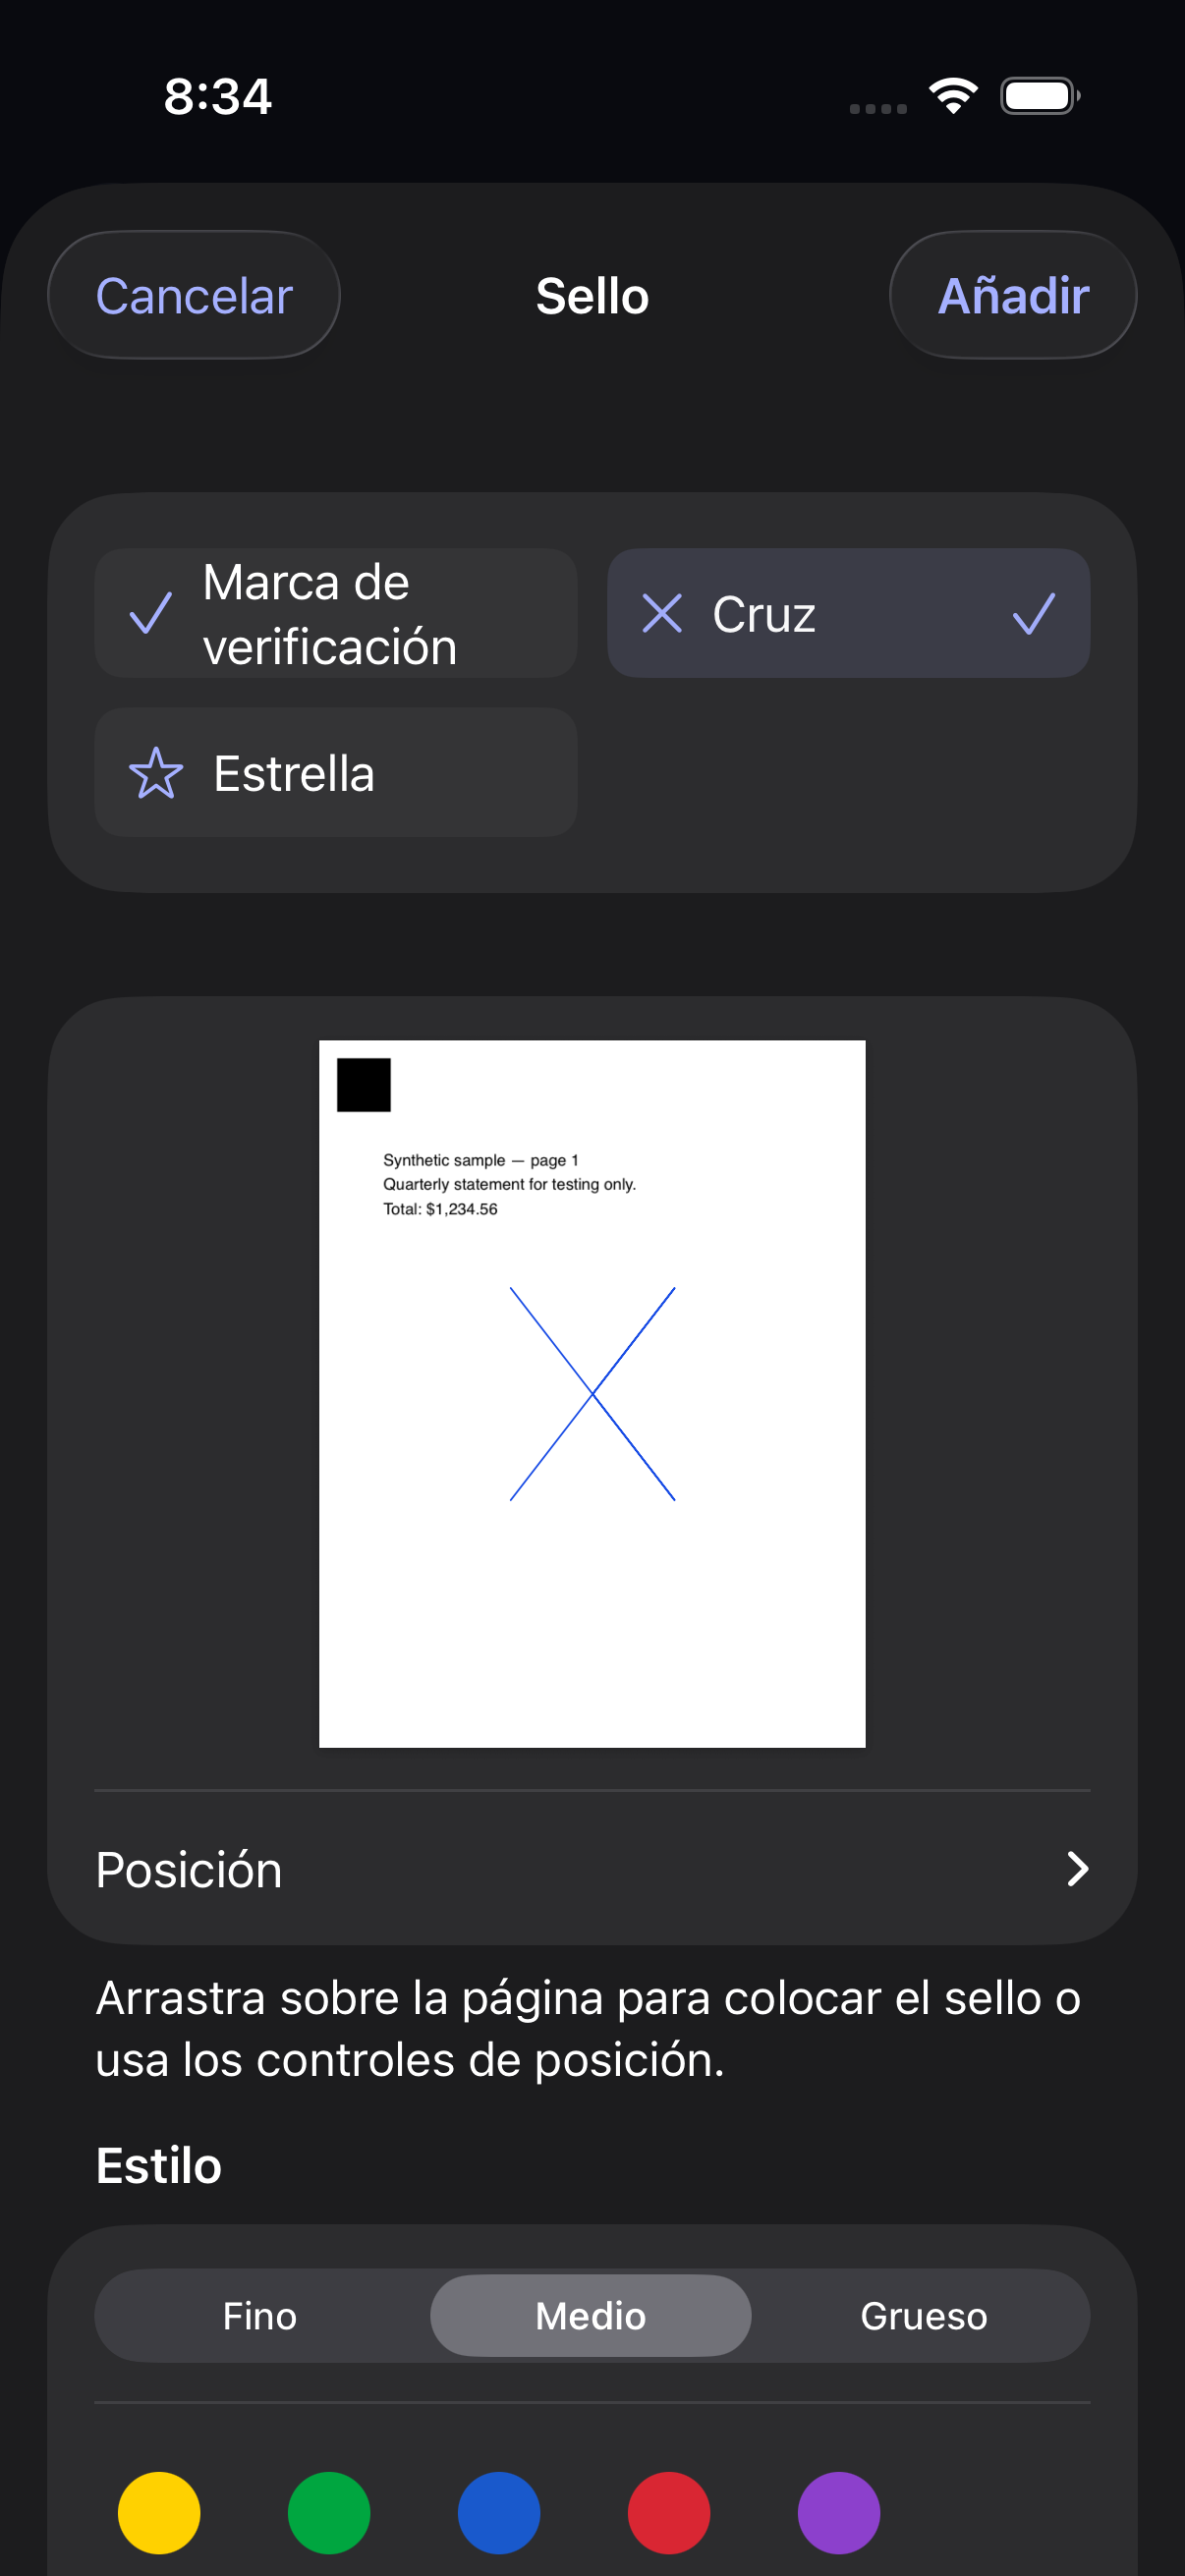 8:34
Cancelar
Sello
Añadir
Marca de
verificación
Cruz
Estrella
Synthetic sample — page 1
Quarterly statement for testing only.
Total: $1,234.56
Posición
Arrastra sobre la página para colocar el sello o
usa los controles de posición.
Estilo
Fino
Medio
Grueso